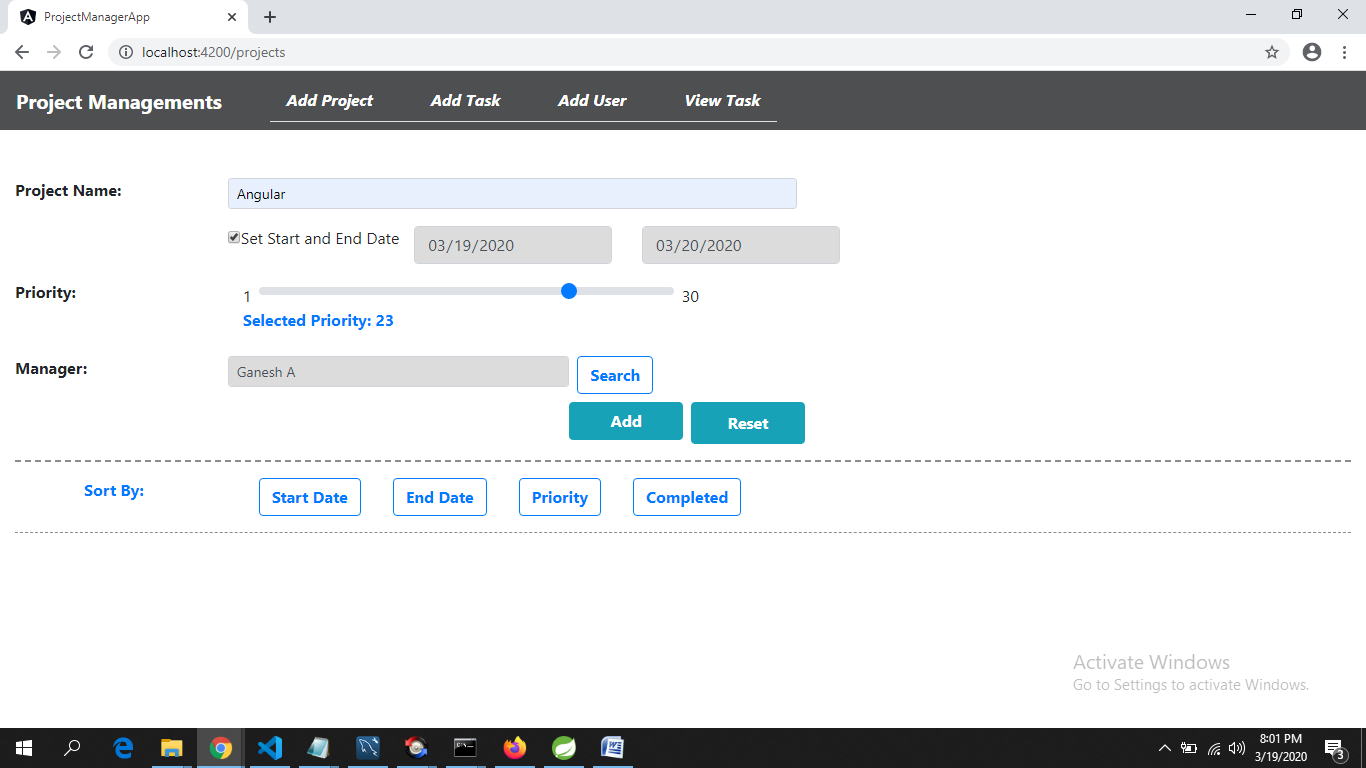 ProjectManagerApp
localhost:4200/projects
Project Managements Add Project Add Task Add User View Task
Project Name: Angular
Set Start and End Date 03/19/2020 03/20/2020
Priority: 1 30
Selected Priority: 23
Manager: Ganesh A Search
Add Reset
Sort By: Start Date End Date Priority Completed
Activate Windows
Go to Settings to activate Windows.
8:01 PM
3/19/2020
3